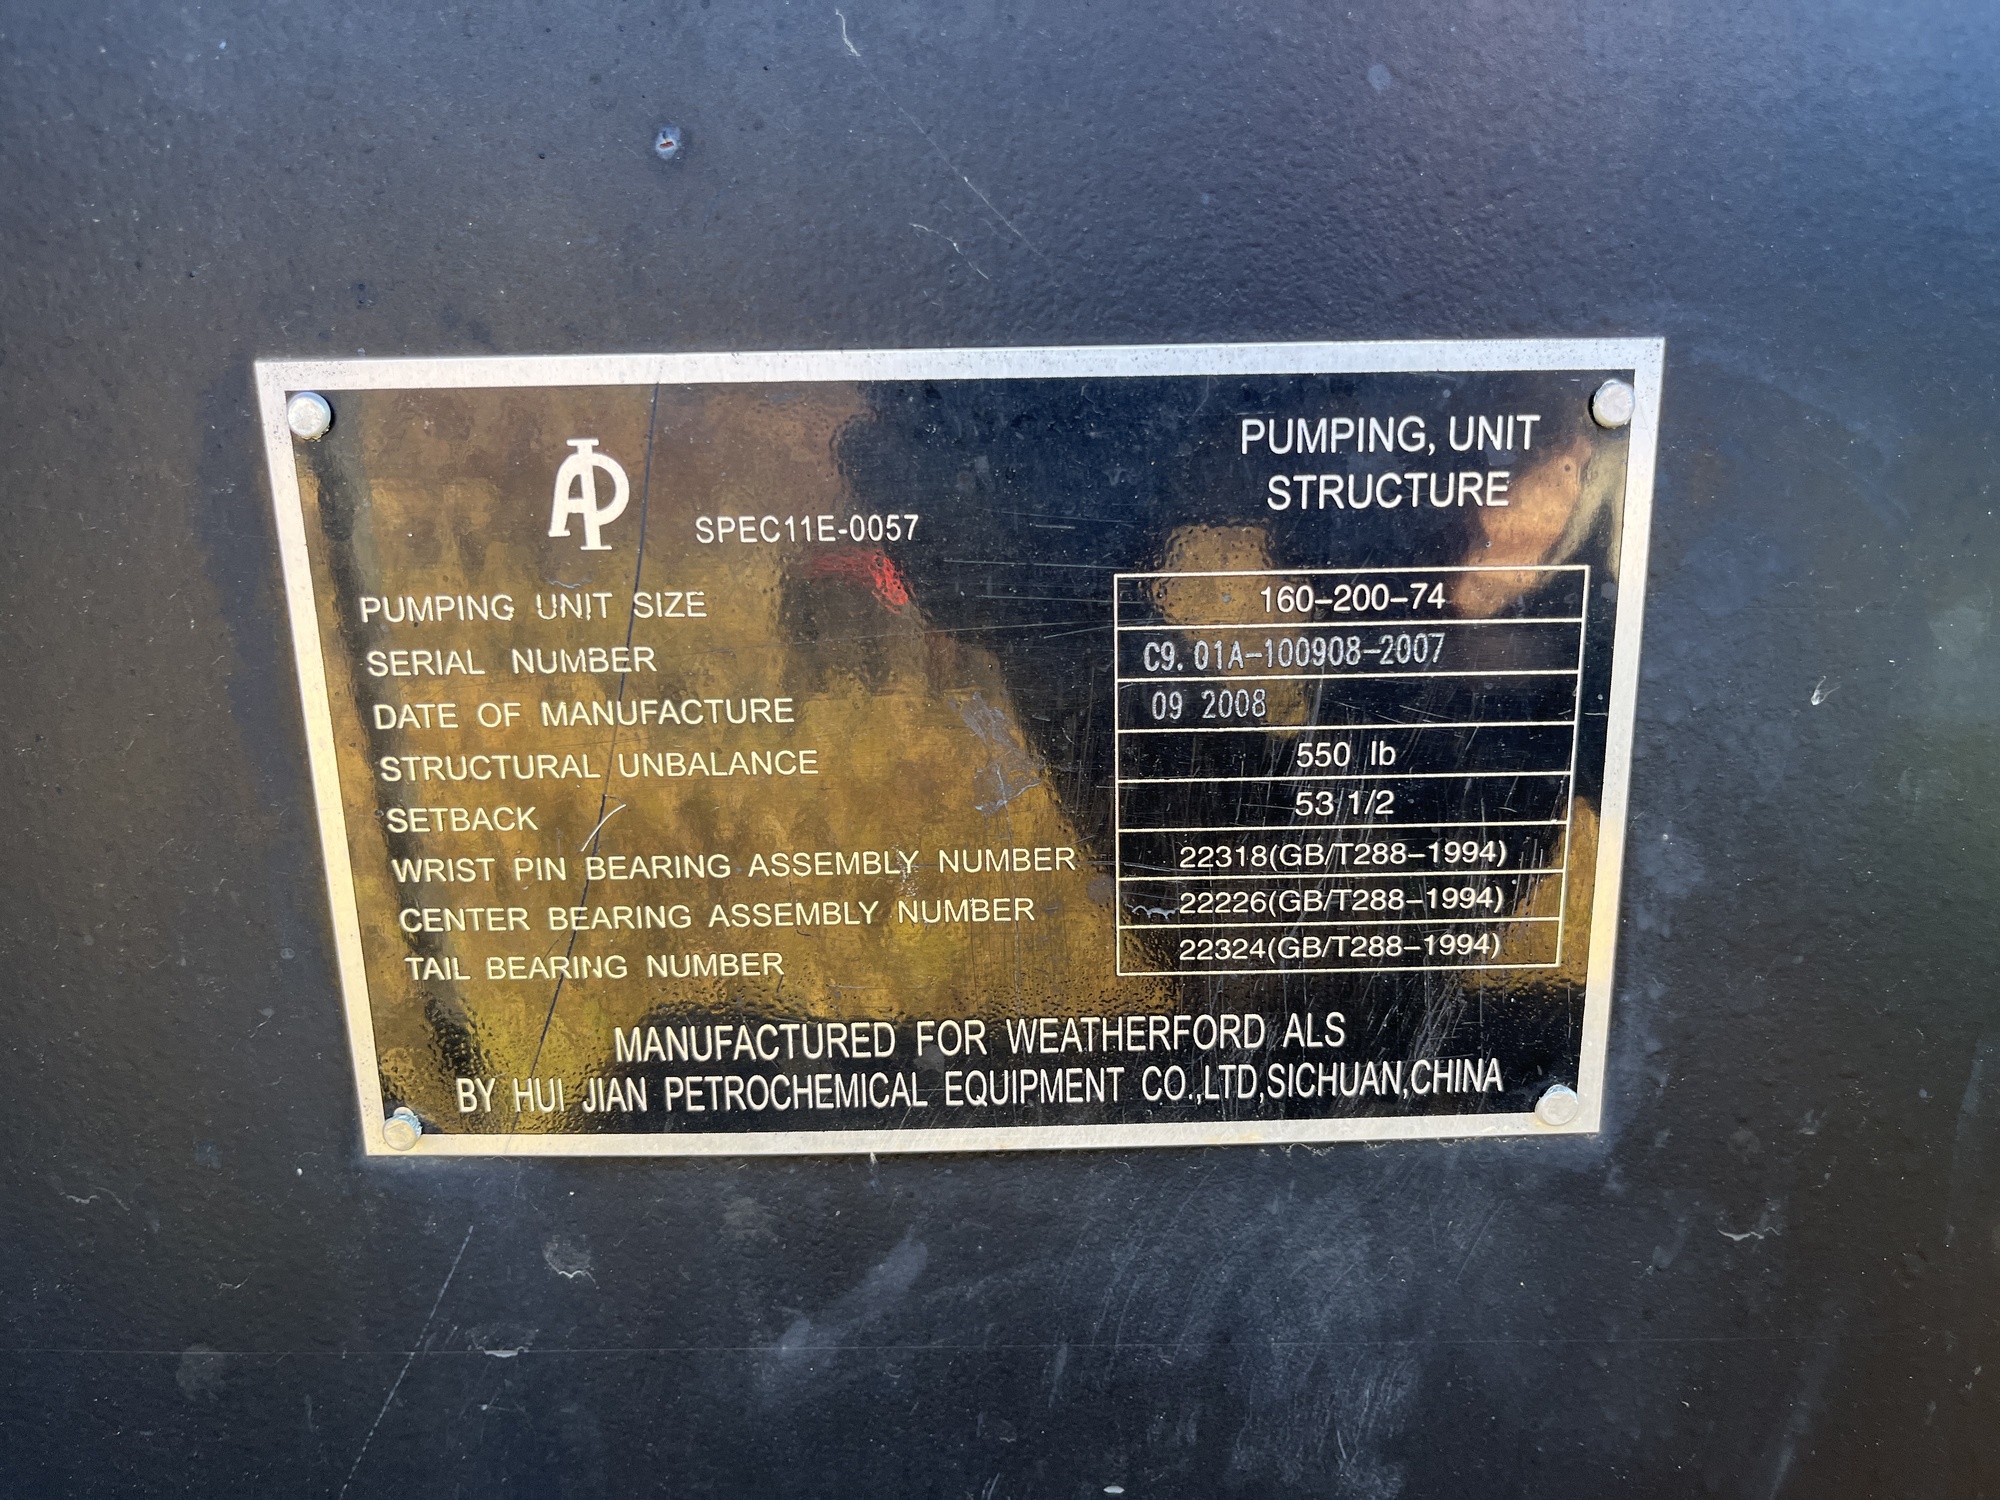 API
PUMPING, UNIT
STRUCTURE
SPEC11E-0057
PUMPING UNIT SIZE 160-200-74
SERIAL NUMBER C9.01A-100908-2007
DATE OF MANUFACTURE 09 2008
STRUCTURAL UNBALANCE 550 lb
SETBACK 53 1/2
WRIST PIN BEARING ASSEMBLY NUMBER 22318(GB/T288-1994)
CENTER BEARING ASSEMBLY NUMBER 22226(GB/T288-1994)
TAIL BEARING NUMBER 22324(GB/T288-1994)
MANUFACTURED FOR WEATHERFORD ALS
BY HUI JIAN PETROCHEMICAL EQUIPMENT CO.,LTD,SICHUAN,CHINA